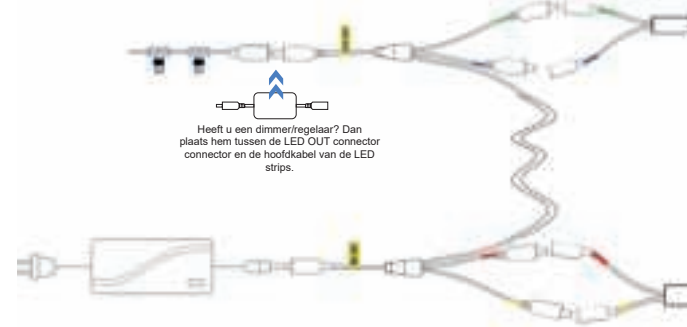 Heeft u een dimmer/regelaar? Dan
plaats hem tussen de LED OUT connector
connector en de hoofdkabel van de LED
strips.